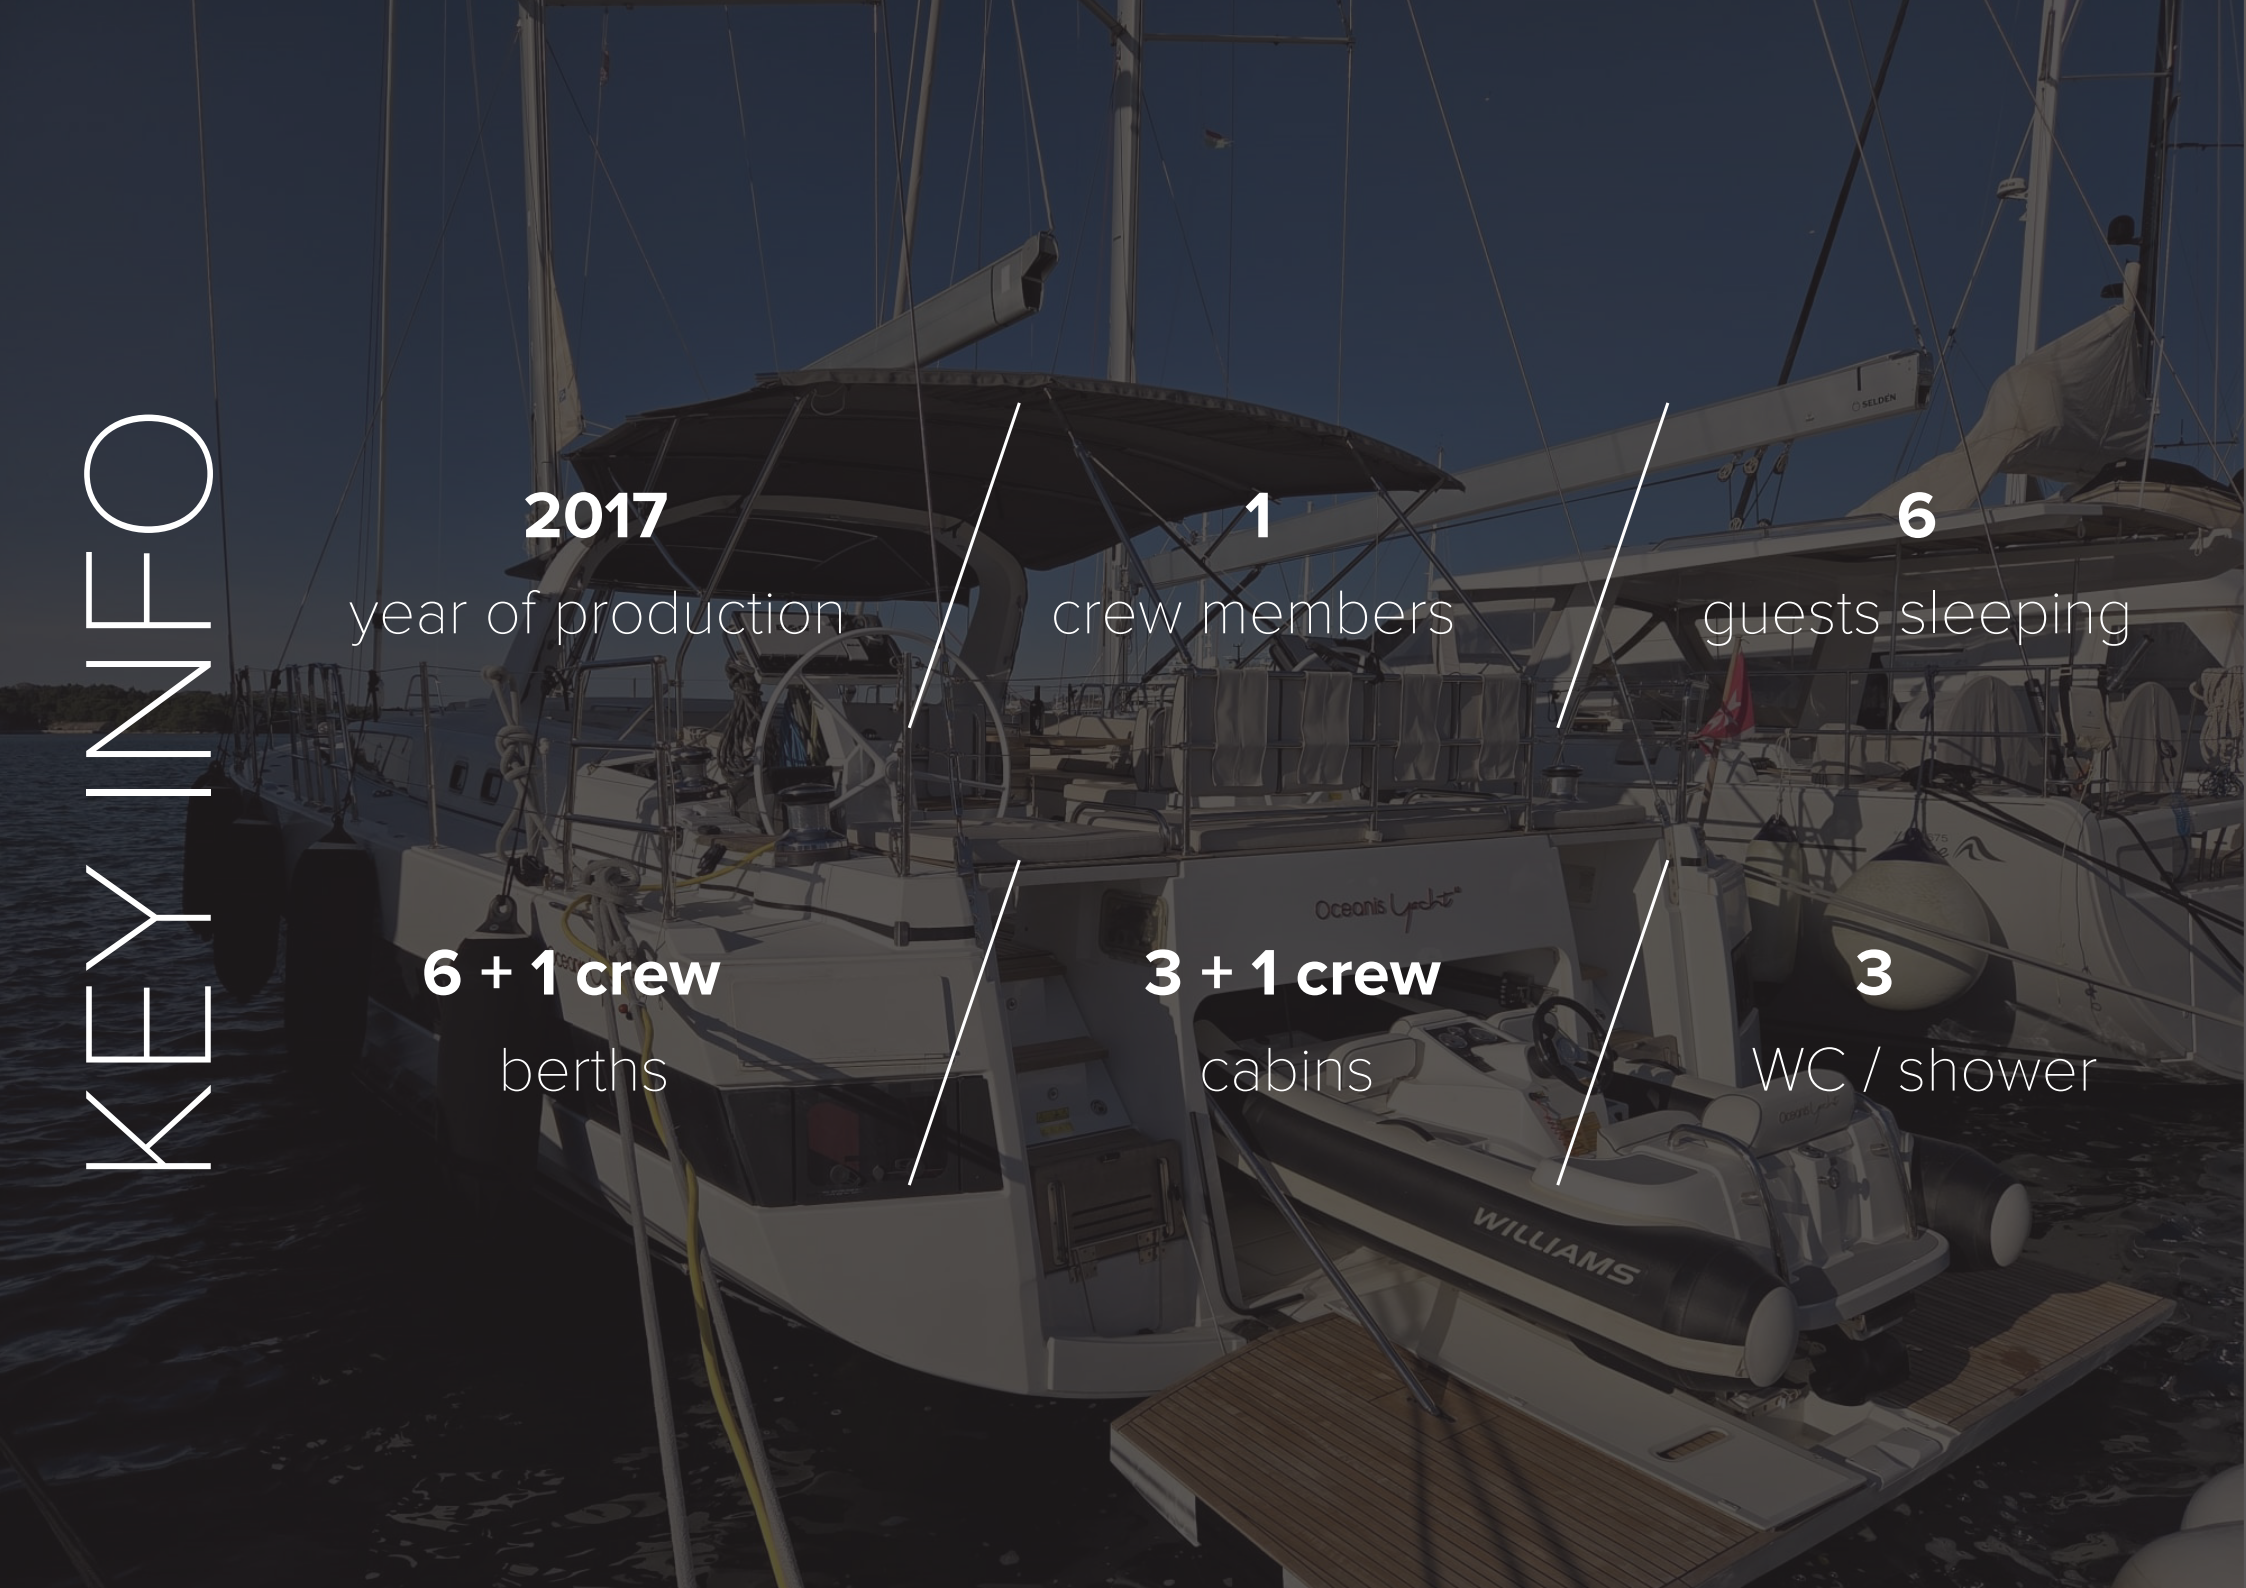 KEY INFO
2017
year of production
1
crew members
6
guests sleeping
6 + 1 crew
berths
3 + 1 crew
cabins
3
WC / shower
SELDÉN
Oceanis Yachts
WILLIAMS